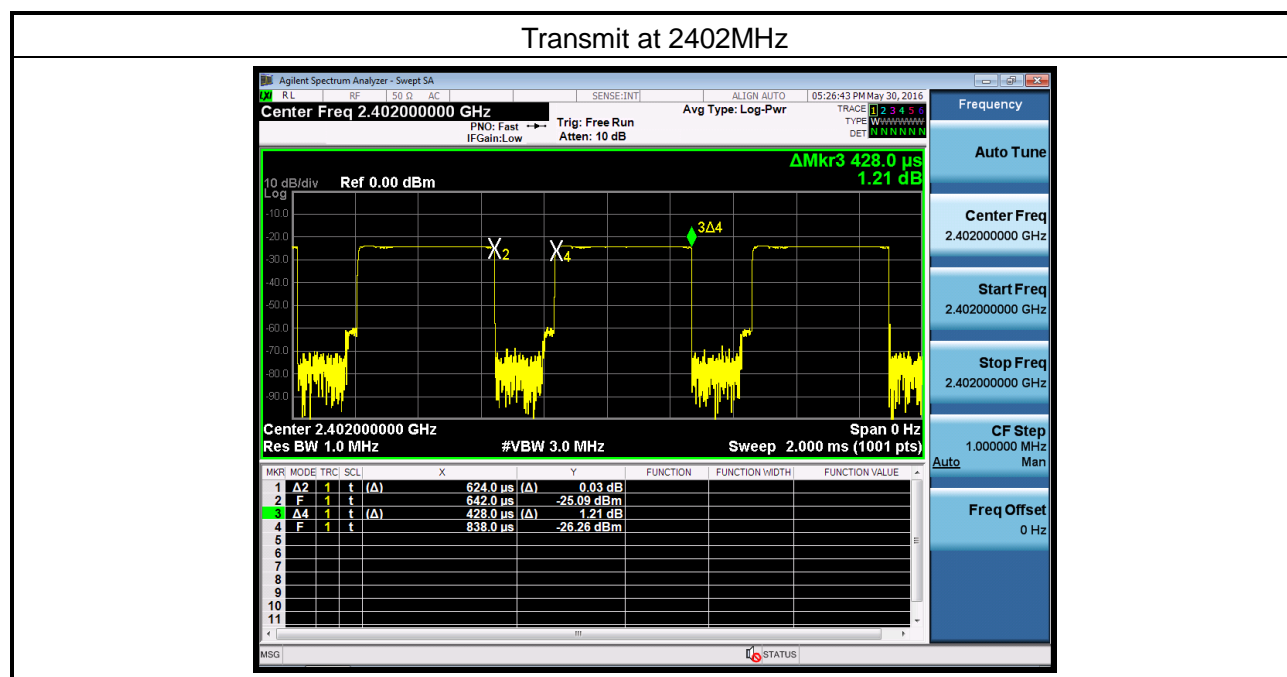 Transmit at 2402MHz
Agilent Spectrum Analyzer - Swept SA
LXI RL RF 50 Ω AC SENSE:INT ALIGN AUTO 05:26:43 PM May 30, 2016
Center Freq 2.402000000 GHz
PNO: Fast
IFGain:Low
Trig: Free Run
Atten: 10 dB
Avg Type: Log-Pwr
TRACE 1 2 3 4 5 6
TYPE WWWWWW
DET N N N N N N
ΔMkr3 428.0 µs
1.21 dB
10 dB/div Ref 0.00 dBm
Log
-10.0
-20.0
-30.0
-40.0
-50.0
-60.0
-70.0
-80.0
-90.0
X2
X4
3Δ4
Center 2.402000000 GHz Span 0 Hz
Res BW 1.0 MHz #VBW 3.0 MHz Sweep 2.000 ms (1001 pts)
MKR MODE TRC SCL X Y FUNCTION FUNCTION WIDTH FUNCTION VALUE
1 Δ2 1 t (Δ) 624.0 µs (Δ) 0.03 dB
2 F 1 t 642.0 µs -25.09 dBm
3 Δ4 1 t (Δ) 428.0 µs (Δ) 1.21 dB
4 F 1 t 838.0 µs -26.26 dBm
5
6
7
8
9
10
11
MSG STATUS
Frequency
Auto Tune
Center Freq
2.402000000 GHz
Start Freq
2.402000000 GHz
Stop Freq
2.402000000 GHz
CF Step
1.000000 MHz
Auto Man
Freq Offset
0 Hz